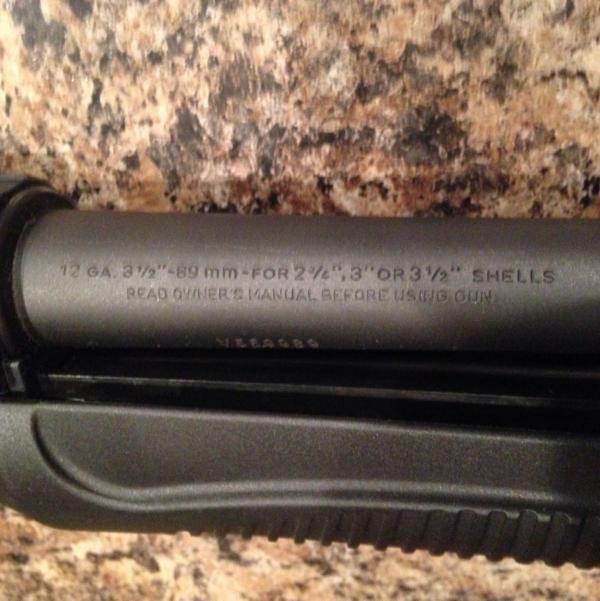 12 GA. 3½"-89 mm-FOR 2¾", 3" OR 3½" SHELLS
READ OWNER'S MANUAL BEFORE USING GUN